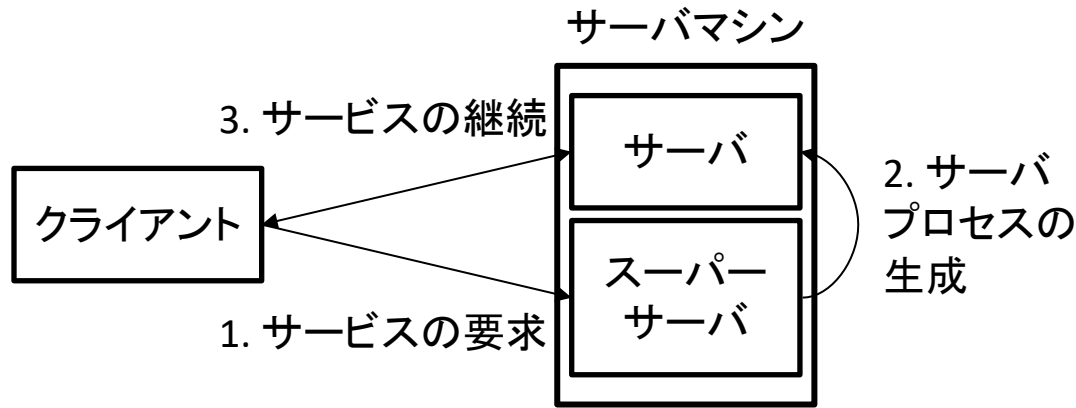 サーバマシン
3. サービスの継続
サーバ
クライアント
2. サーバ
プロセスの
生成
スーパー
サーバ
1. サービスの要求